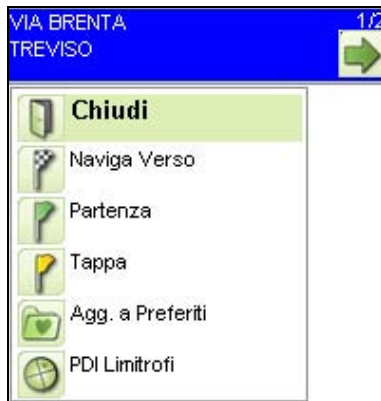 VIA BRENTA 1/2
TREVISO
Chiudi
Naviga Verso
Partenza
Tappa
Agg. a Preferiti
PDI Limitrofi